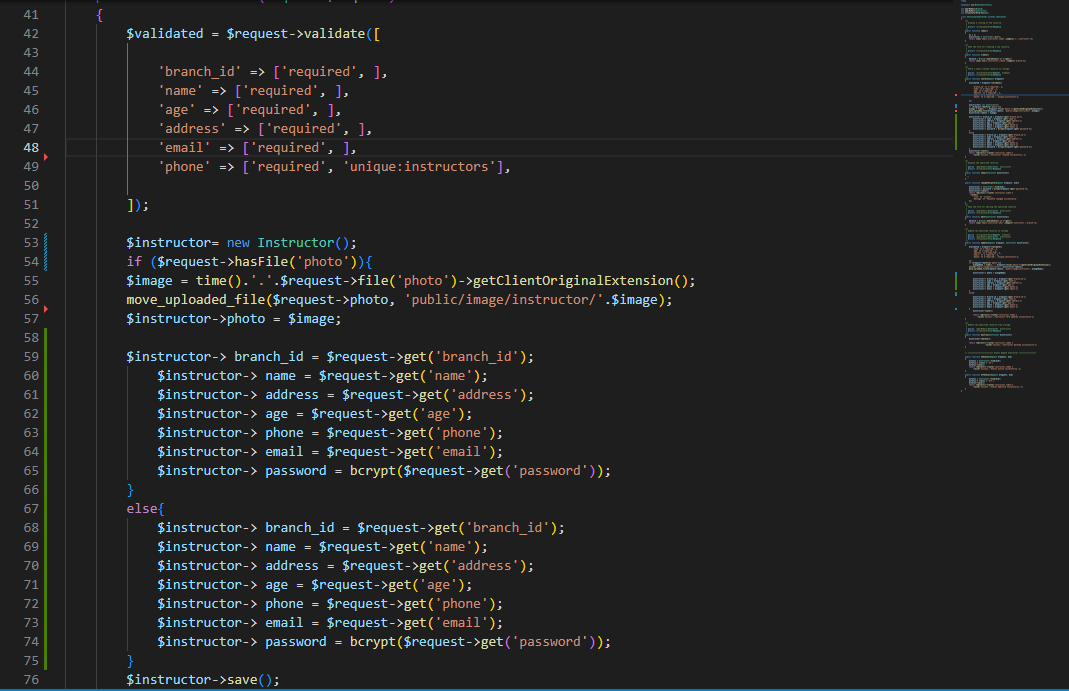 41 {
42 $validated = $request->validate([
43
44 'branch_id' => ['required', ],
45 'name' => ['required', ],
46 'age' => ['required', ],
47 'address' => ['required', ],
48 'email' => ['required', ],
49 'phone' => ['required', 'unique:instructors'],
50
51 ]);
52
53 $instructor= new Instructor();
54 if ($request->hasFile('photo')){
55 $image = time().'.'.$request->file('photo')->getClientOriginalExtension();
56 move_uploaded_file($request->photo, 'public/image/instructor/'.$image);
57 $instructor->photo = $image;
58
59 $instructor-> branch_id = $request->get('branch_id');
60 $instructor-> name = $request->get('name');
61 $instructor-> address = $request->get('address');
62 $instructor-> age = $request->get('age');
63 $instructor-> phone = $request->get('phone');
64 $instructor-> email = $request->get('email');
65 $instructor-> password = bcrypt($request->get('password'));
66 }
67 else{
68 $instructor-> branch_id = $request->get('branch_id');
69 $instructor-> name = $request->get('name');
70 $instructor-> address = $request->get('address');
71 $instructor-> age = $request->get('age');
72 $instructor-> phone = $request->get('phone');
73 $instructor-> email = $request->get('email');
74 $instructor-> password = bcrypt($request->get('password'));
75 }
76 $instructor->save();